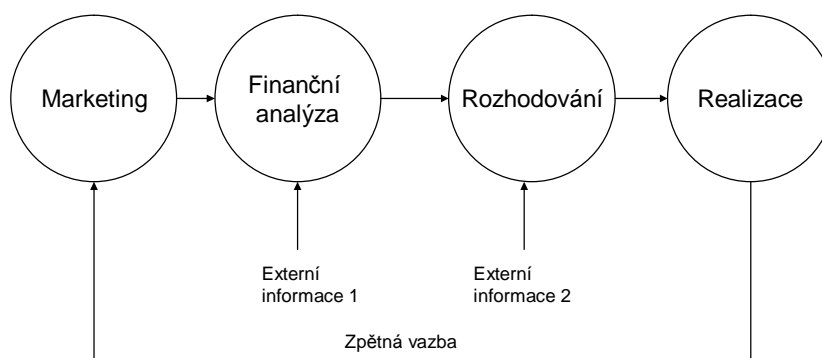 Marketing
Finanční
analýza
Rozhodování
Realizace
Externí
informace 1
Externí
informace 2
Zpětná vazba